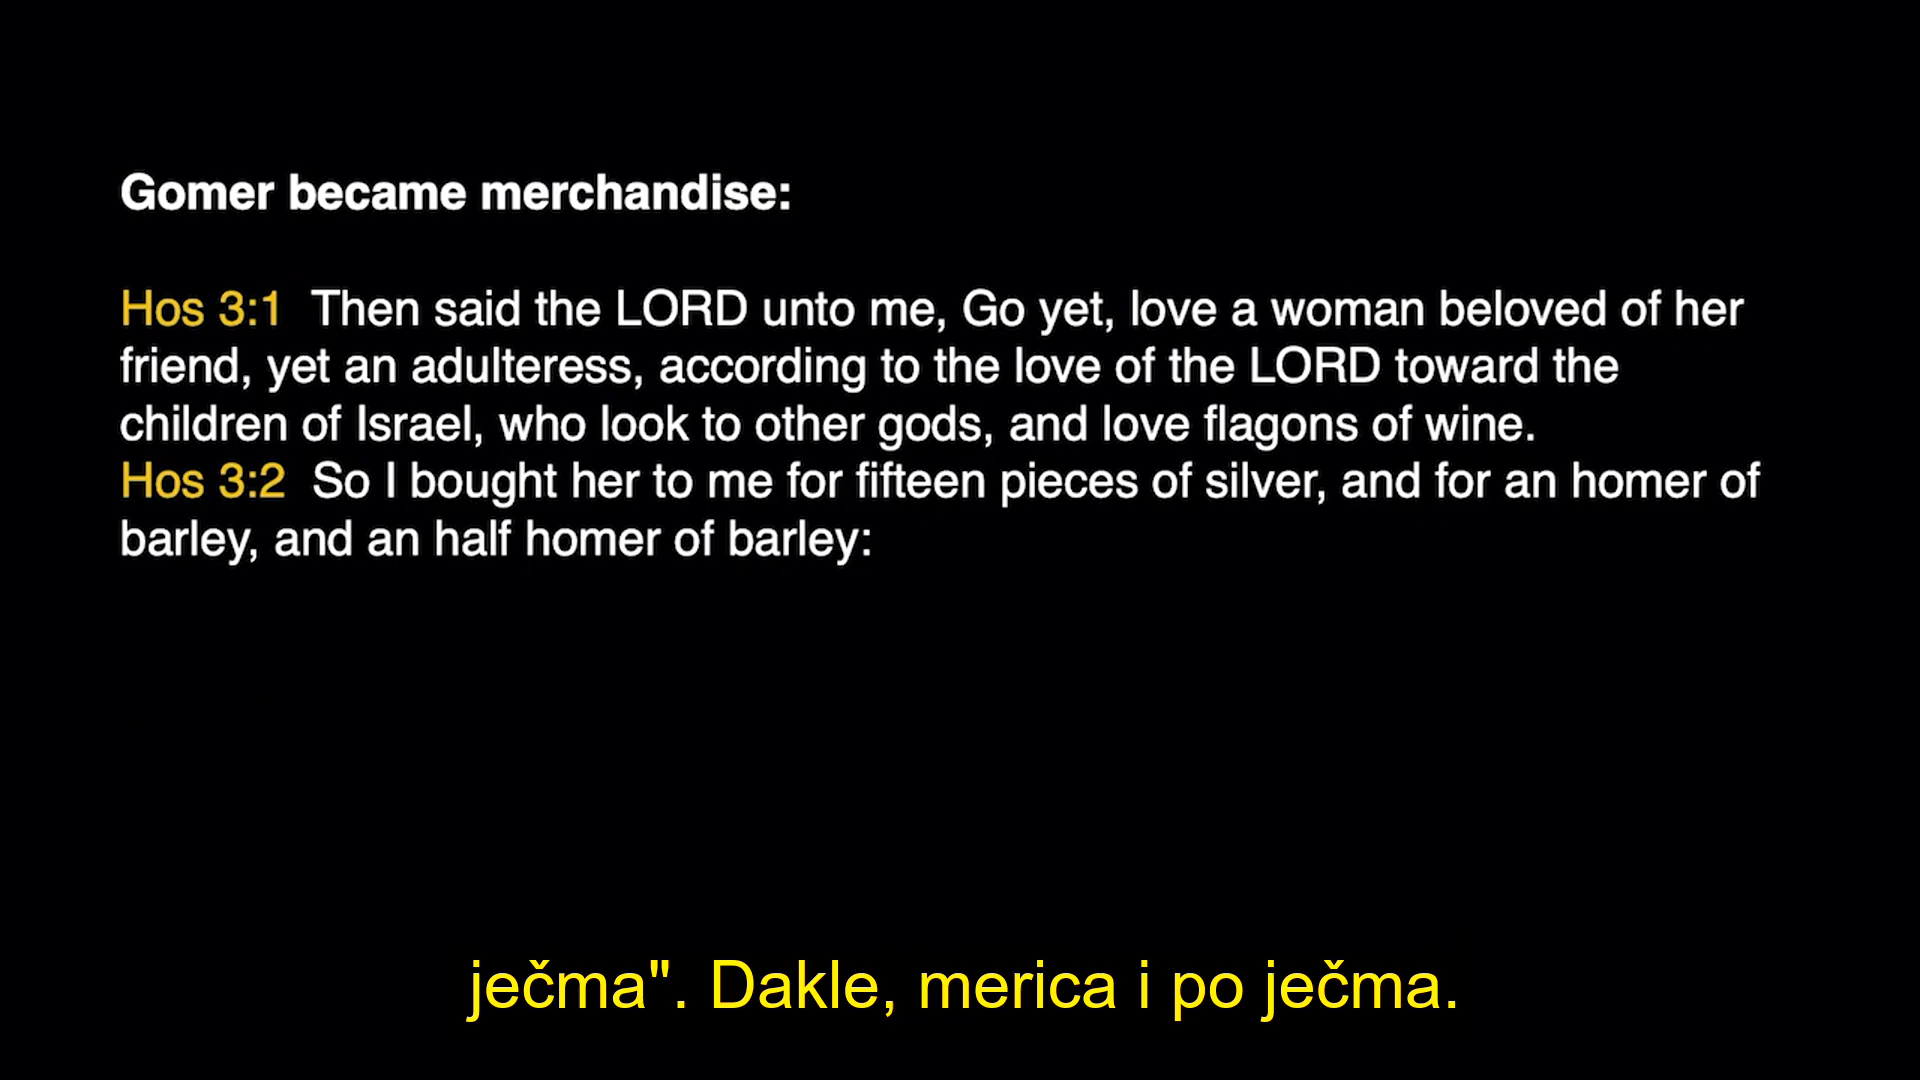 Gomer became merchandise:
Hos 3:1  Then said the LORD unto me, Go yet, love a woman beloved of her
friend, yet an adulteress, according to the love of the LORD toward the
children of Israel, who look to other gods, and love flagons of wine.
Hos 3:2  So I bought her to me for fifteen pieces of silver, and for an homer of
barley, and an half homer of barley:
ječma". Dakle, merica i po ječma.